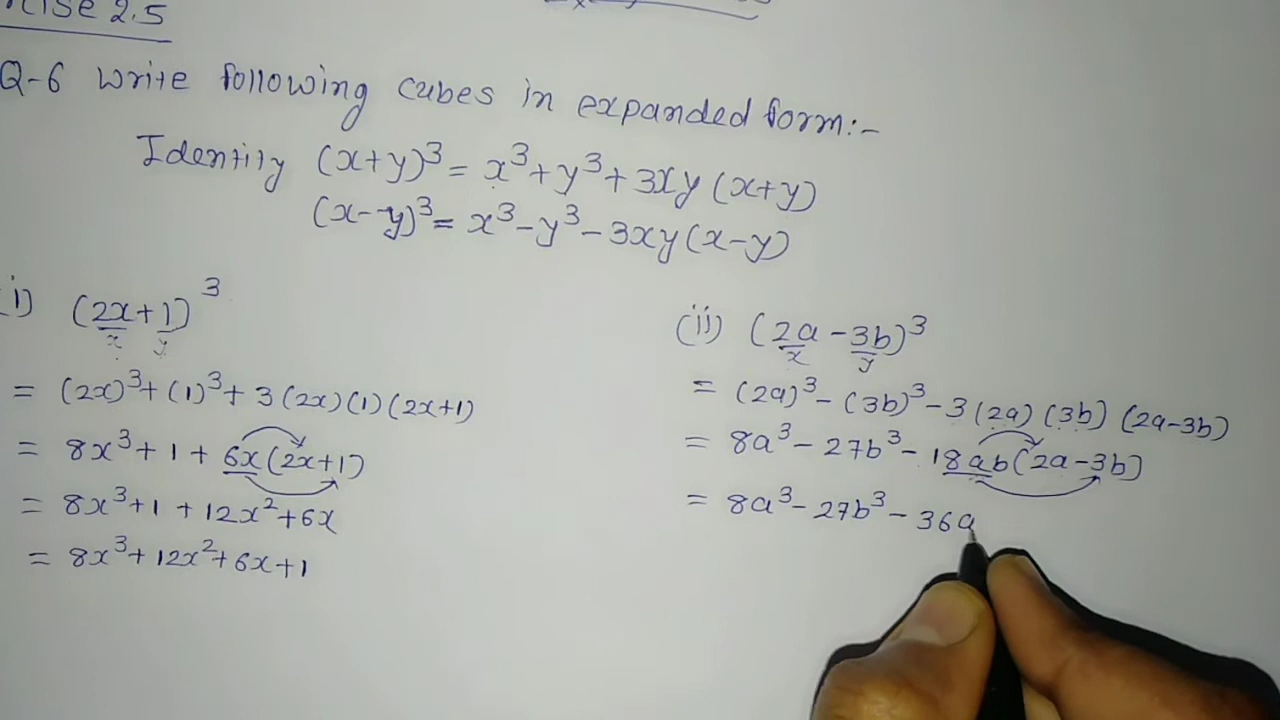 2.5
Q-6 Write following cubes in expanded form:-
Identity (x+y)³ = x³+y³+3xy(x+y)
(x-y)³ = x³-y³-3xy(x-y)
i) (2x+1)³
x y
= (2x)³+(1)³+3(2x)(1)(2x+1)
= 8x³+1+6x(2x+1)
= 8x³+1+12x²+6x
= 8x³+12x²+6x+1
(ii) (2a-3b)³
x y
= (2a)³-(3b)³-3(2a)(3b)(2a-3b)
= 8a³-27b³-18ab(2a-3b)
= 8a³-27b³-36a